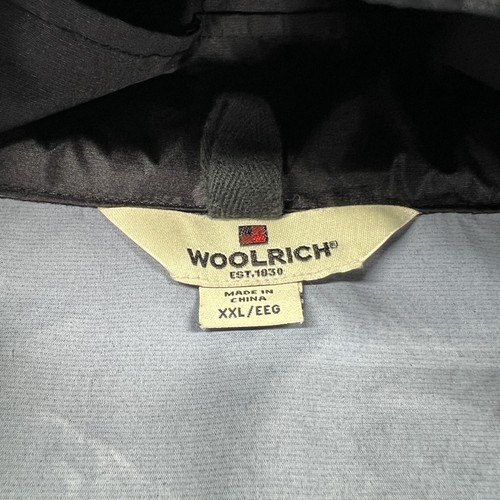 WOOLRICH®
EST.1830
MADE IN
CHINA
XXL/EEG